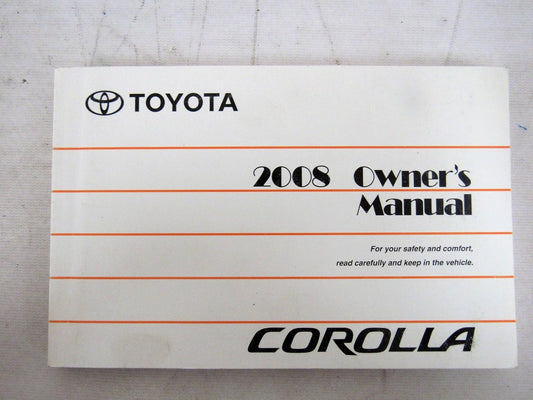 TOYOTA
2008 Owner's
Manual
For your safety and comfort,
read carefully and keep in the vehicle.
COROLLA